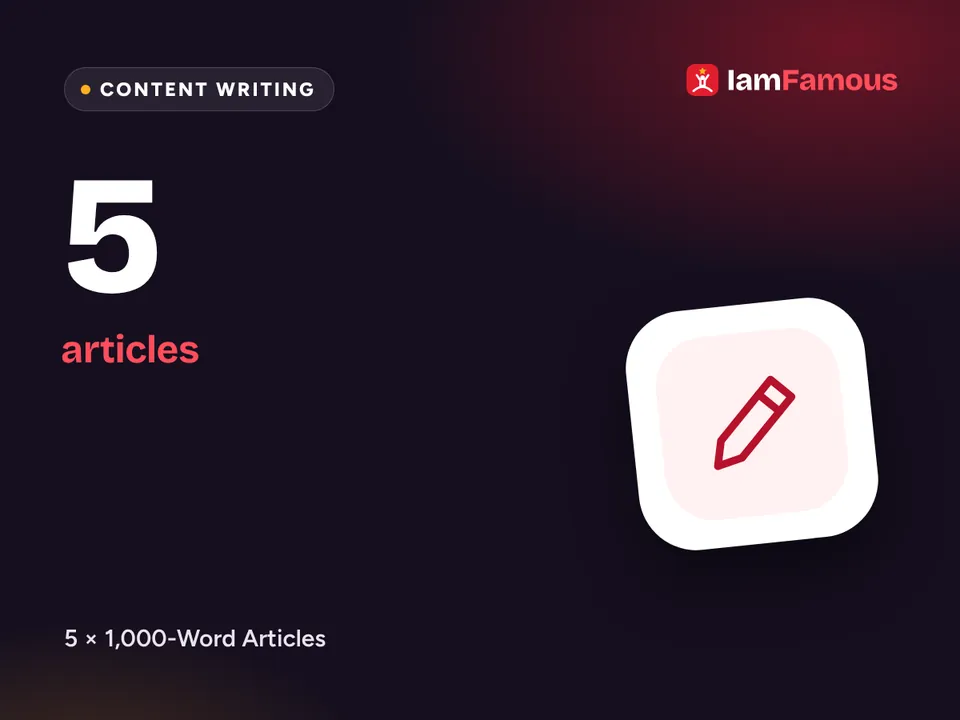 CONTENT WRITING
IamFamous
5
articles
5 × 1,000-Word Articles